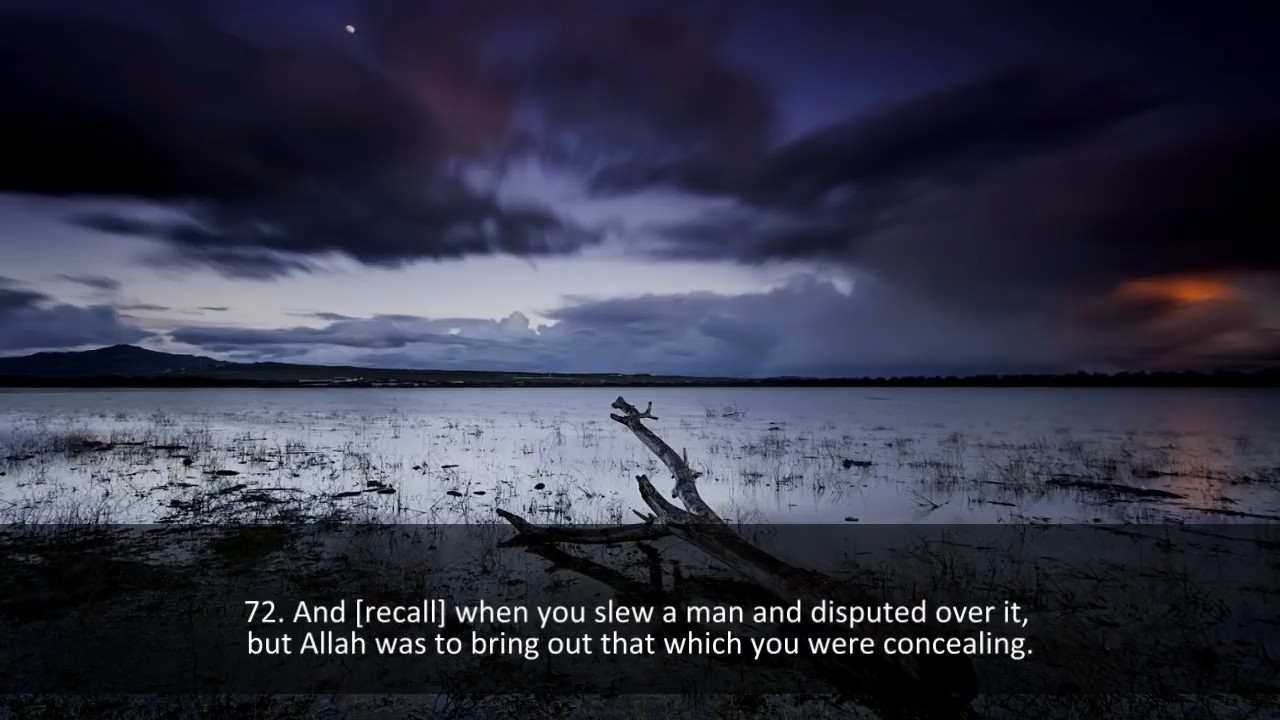 72. And [recall] when you slew a man and disputed over it,
but Allah was to bring out that which you were concealing.